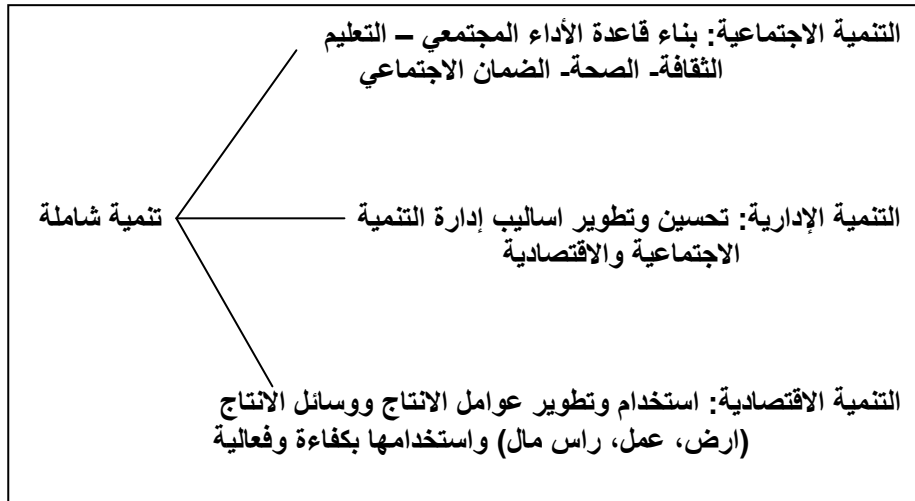 التنمية الاجتماعية: بناء قاعدة الأداء المجتمعي – التعليم
الثقافة- الصحة- الضمان الاجتماعي
تنمية شاملة
التنمية الإدارية: تحسين وتطوير اساليب إدارة التنمية
الاجتماعية والاقتصادية
التنمية الاقتصادية: استخدام وتطوير عوامل الانتاج ووسائل الانتاج
(ارض، عمل، راس مال) واستخدامها بكفاءة وفعالية